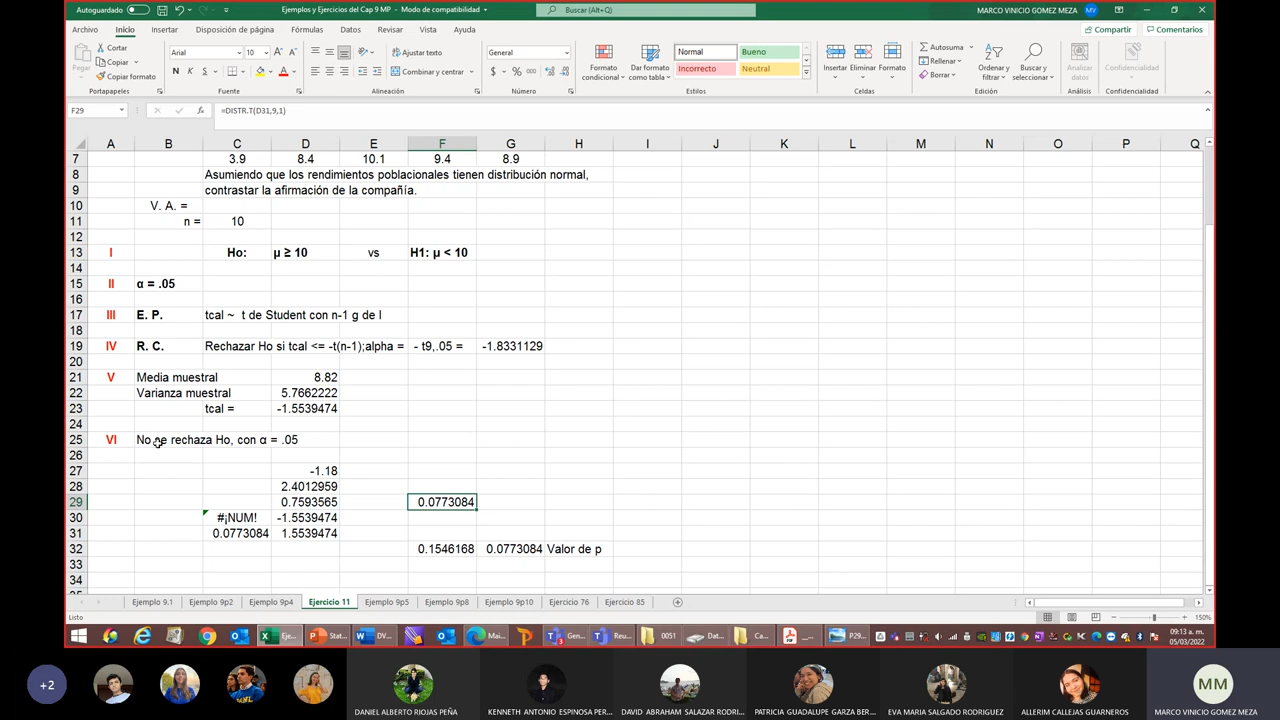 Autoguardado
Ejemplos y Ejercicios del Cap 9 MP - Modo de compatibilidad
Buscar (Alt+Q)
MARCO VINICIO GOMEZ MEZA
MV
Archivo Inicio Insertar Disposición de página Fórmulas Datos Revisar Vista Ayuda
Compartir Comentarios
Pegar
Cortar
Copiar
Copiar formato
Portapapeles
Arial 10
N K S
Fuente
Ajustar texto
Combinar y centrar
Alineación
General
$ % 000
Número
Formato condicional
Dar formato como tabla
Normal Bueno
Incorrecto Neutral
Estilos
Insertar Eliminar Formato
Celdas
Autosuma
Rellenar
Borrar
Ordenar y filtrar
Buscar y seleccionar
Edición
Analizar datos
Análisis
Confidencialidad
Confidencialidad
F29 =DISTR.T(D31,9,1)
A B C D E F G H I J K L M N O P Q
7 3.9 8.4 10.1 9.4 8.9
8 Asumiendo que los rendimientos poblacionales tienen distribución normal,
9 contrastar la afirmación de la compañía.
10 V. A. =
11 n = 10
12
13 I Ho: μ ≥ 10 vs H1: μ < 10
14
15 II α = .05
16
17 III E. P. tcal ~ t de Student con n-1 g de l
18
19 IV R. C. Rechazar Ho si tcal <= -t(n-1);alpha = - t9,.05 = -1.8331129
20
21 V Media muestral 8.82
22 Varianza muestral 5.7662222
23 tcal = -1.5539474
24
25 VI No se rechaza Ho, con α = .05
26
27 -1.18
28 2.4012959
29 0.7593565 0.0773084
30 #¡NUM! -1.5539474
31 0.0773084 1.5539474
32 0.1546168 0.0773084 Valor de p
33
34
Ejemplo 9.1 Ejemplo 9p2 Ejemplo 9p4 Ejercicio 11 Ejemplo 9p5 Ejemplo 9p8 Ejemplo 9p10 Ejercicio 76 Ejercicio 85
Listo
150%
Eje... Stat... DV... Mai... Gen... Reu... 0051 Dat... Ca... P29...
09:13 a. m.
05/03/2022
+2
DANIEL ALBERTO RIOJAS PEÑA
KENNETH ANTONIO ESPINOSA PER...
DAVID ABRAHAM SALAZAR RODRI...
PATRICIA GUADALUPE GARZA BER...
EVA MARIA SALGADO RODRIGUEZ
ALLERIM CALLEJAS GUARNEROS
MM
MARCO VINICIO GOMEZ MEZA